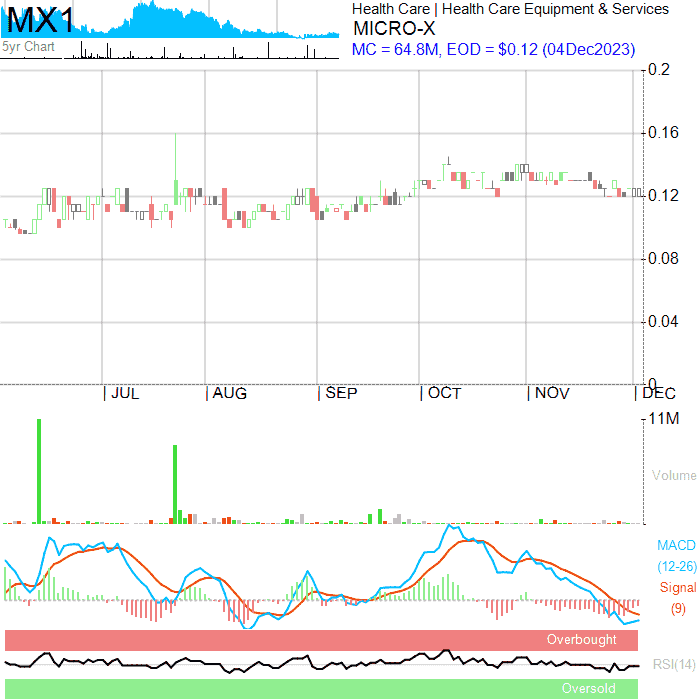 MX1
5yr Chart
Health Care | Health Care Equipment & Services
MICRO-X
MC = 64.8M, EOD = $0.12 (04Dec2023)
0.2
0.16
0.12
0.08
0.04
0
JUL AUG SEP OCT NOV DEC
11M
Volume
MACD
(12-26)
Signal
(9)
Overbought
RSI(14)
Oversold